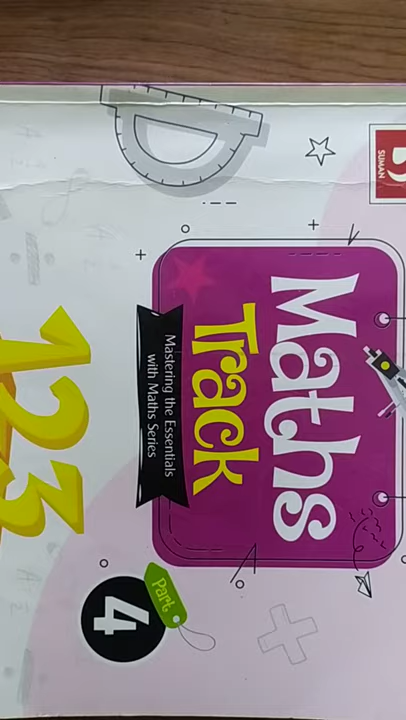 SUMAN
Maths
Track
Mastering the Essentials
with Maths Series
Part
4
123